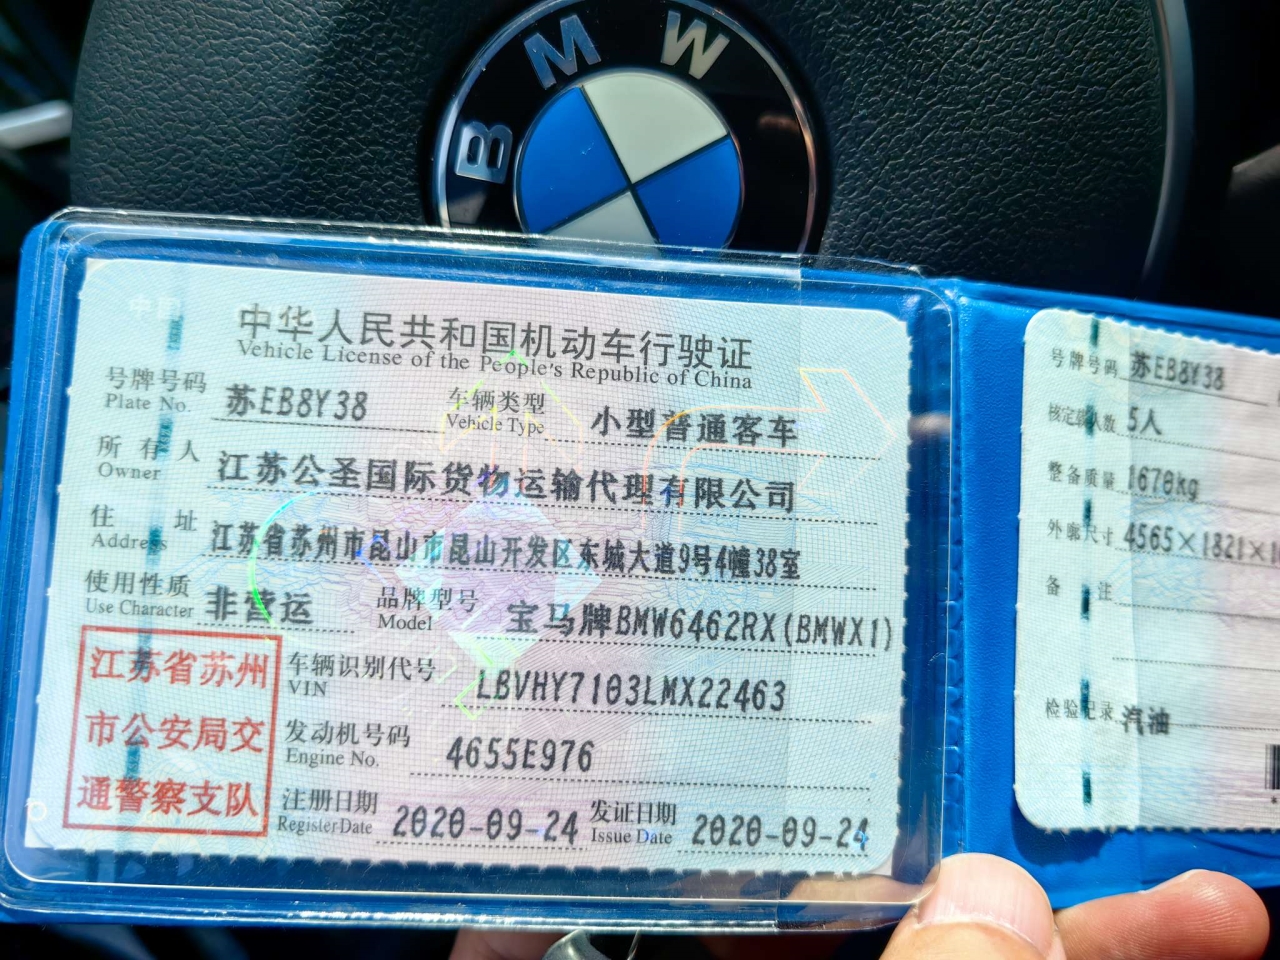 BMW
中华人民共和国机动车行驶证
Vehicle License of the People's Republic of China
号牌号码 苏EB8Y38 车辆类型 小型普通客车
Plate No. Vehicle Type
所有人 江苏公圣国际货物运输代理有限公司
Owner
住址 江苏省苏州市昆山市昆山开发区东城大道9号4幢38室
Address
使用性质 非营运 品牌型号 宝马牌BMW6462RX(BMWX1)
Use Character Model
江苏省苏州
市公安局交
通警察支队
车辆识别代号 LBVHY7103LMX22463
VIN
发动机号码 4655E976
Engine No.
注册日期 2020-09-24 发证日期 2020-09-24
Register Date Issue Date
号牌号码 苏EB8Y38
核定载人数 5人
整备质量 1670kg
外廓尺寸 4565×1821×1
备注
检验记录 汽油